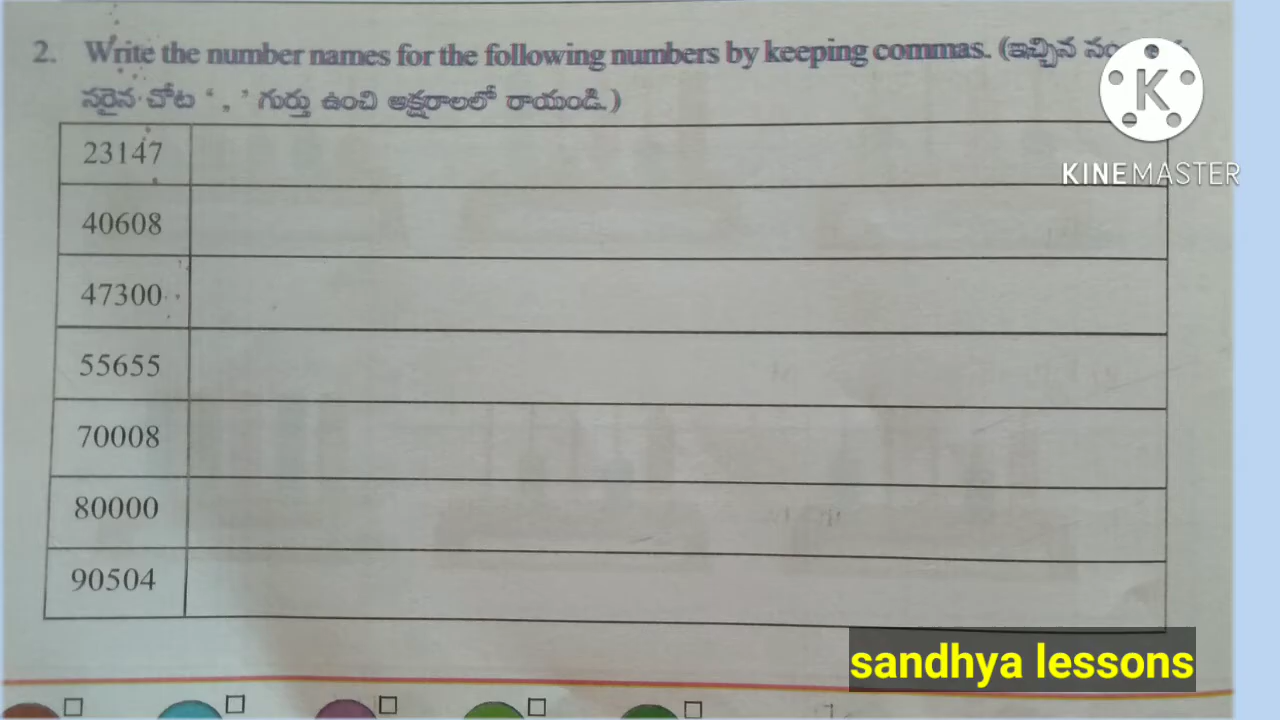 2. Write the number names for the following numbers by keeping commas. (ఇచ్చిన
సరైన చోట ‘ , ’ గుర్తు ఉంచి అక్షరాలలో రాయండి.)
23147
40608
47300
55655
70008
80000
90504
K
KINEMASTER
sandhya lessons